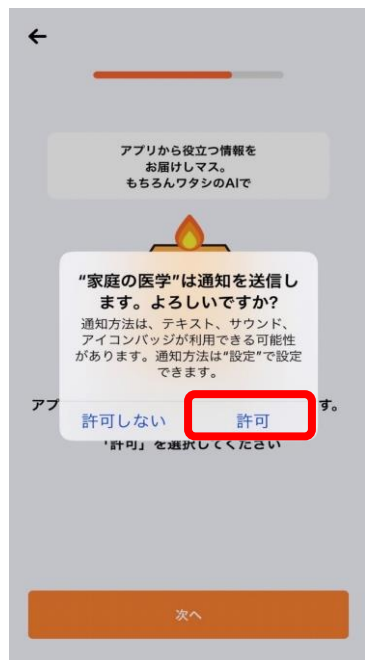 アプリから役立つ情報を
お届けしマス。
もちろんワタシのAIで
“家庭の医学”は通知を送信し
ます。よろしいですか?
通知方法は、テキスト、サウンド、
アイコンバッジが利用できる可能性
があります。通知方法は“設定”で設定
できます。
アプ
す。
許可しない
許可
「許可」を選択してください
次へ